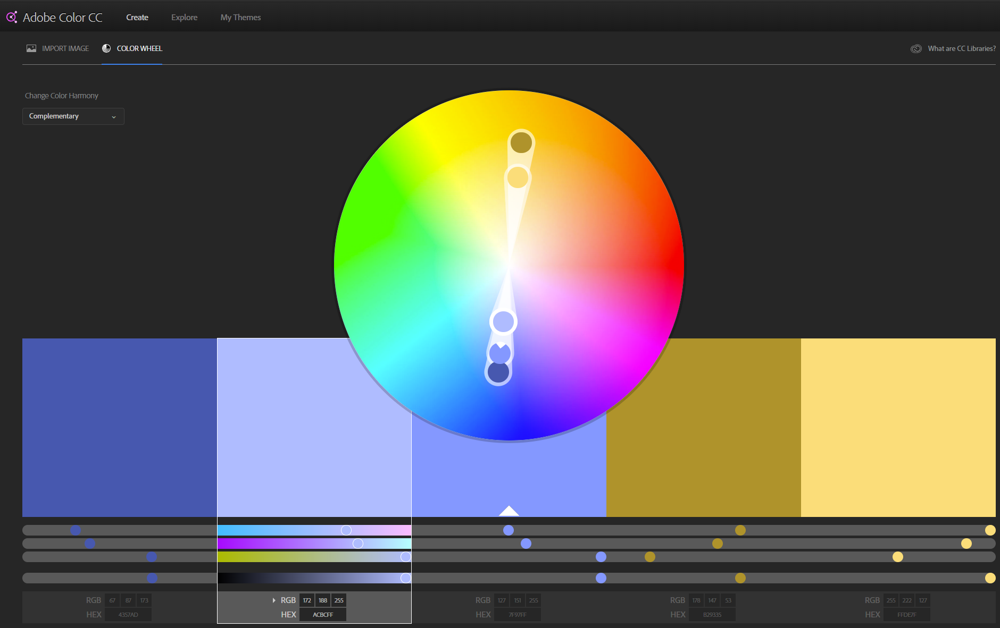 Adobe Color CC Create Explore My Themes
IMPORT IMAGE COLOR WHEEL What are CC Libraries?
Change Color Harmony
Complementary
RGB 67 87 173 RGB 172 188 255 RGB 127 151 255 RGB 178 147 53 RGB 255 222 127
HEX 4357AD HEX ACBCFF HEX 7F97FF HEX B29335 HEX FFDE7F